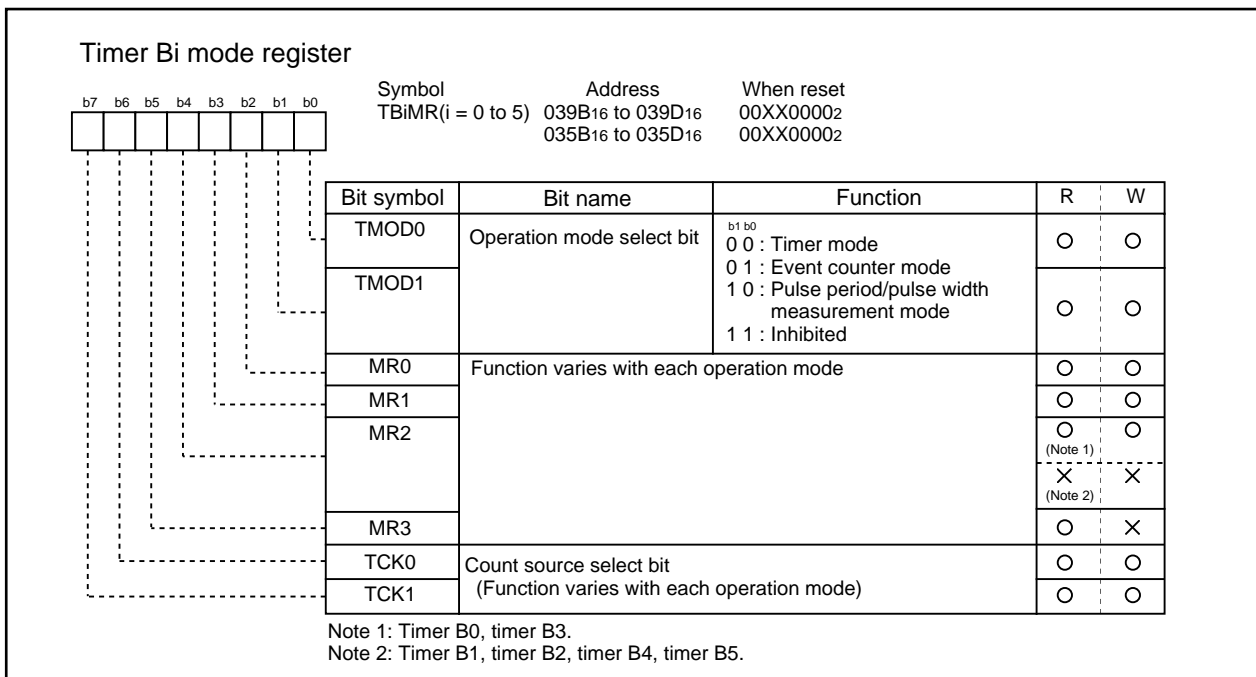 Timer Bi mode register
Symbol Address When reset
b7 b6 b5 b4 b3 b2 b1 b0
TBiMR(i = 0 to 5) 039B16 to 039D16 00XX00002
035B16 to 035D16 00XX00002
Bit symbol Bit name Function R W
TMOD0 Operation mode select bit
b1 b0
0 0 : Timer mode
0 1 : Event counter mode
TMOD1
1 0 : Pulse period/pulse width
measurement mode
1 1 : Inhibited
MR0 Function varies with each operation mode
MR1
MR2
(Note 1)
(Note 2)
MR3
TCK0 Count source select bit
TCK1 (Function varies with each operation mode)
Note 1: Timer B0, timer B3.
Note 2: Timer B1, timer B2, timer B4, timer B5.